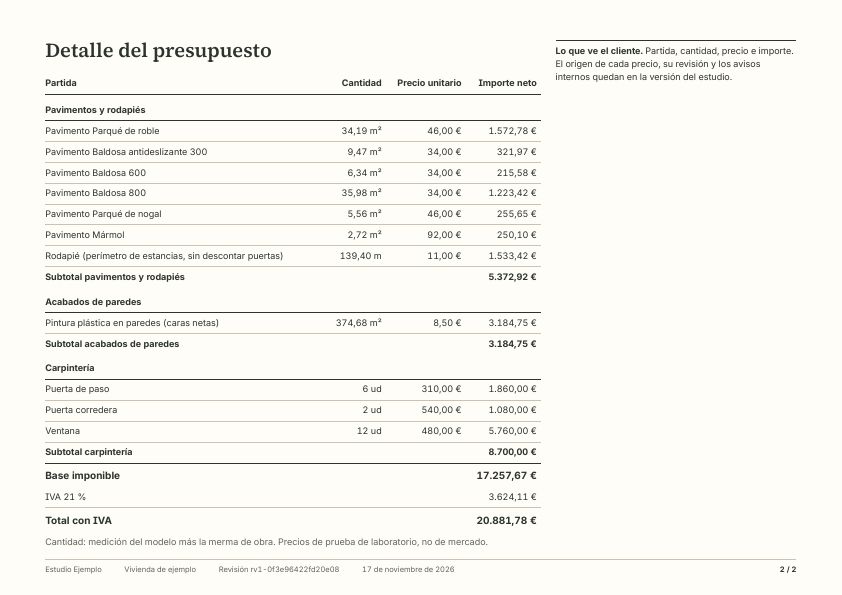 Detalle del presupuesto
Partida Cantidad Precio unitario Importe neto
Pavimentos y rodapiés
Pavimento Parqué de roble 34,19 m² 46,00 € 1.572,78 €
Pavimento Baldosa antideslizante 300 9,47 m² 34,00 € 321,97 €
Pavimento Baldosa 600 6,34 m² 34,00 € 215,58 €
Pavimento Baldosa 800 35,98 m² 34,00 € 1.223,42 €
Pavimento Parqué de nogal 5,56 m² 46,00 € 255,65 €
Pavimento Mármol 2,72 m² 92,00 € 250,10 €
Rodapié (perímetro de estancias, sin descontar puertas) 139,40 m 11,00 € 1.533,42 €
Subtotal pavimentos y rodapiés 5.372,92 €
Acabados de paredes
Pintura plástica en paredes (caras netas) 374,68 m² 8,50 € 3.184,75 €
Subtotal acabados de paredes 3.184,75 €
Carpintería
Puerta de paso 6 ud 310,00 € 1.860,00 €
Puerta corredera 2 ud 540,00 € 1.080,00 €
Ventana 12 ud 480,00 € 5.760,00 €
Subtotal carpintería 8.700,00 €
Base imponible 17.257,67 €
IVA 21 % 3.624,11 €
Total con IVA 20.881,78 €
Cantidad: medición del modelo más la merma de obra. Precios de prueba de laboratorio, no de mercado.
Lo que ve el cliente. Partida, cantidad, precio e importe.
El origen de cada precio, su revisión y los avisos
internos quedan en la versión del estudio.
Estudio Ejemplo Vivienda de ejemplo Revisión rv1-0f3e96422fd20e08 17 de noviembre de 2026 2 / 2